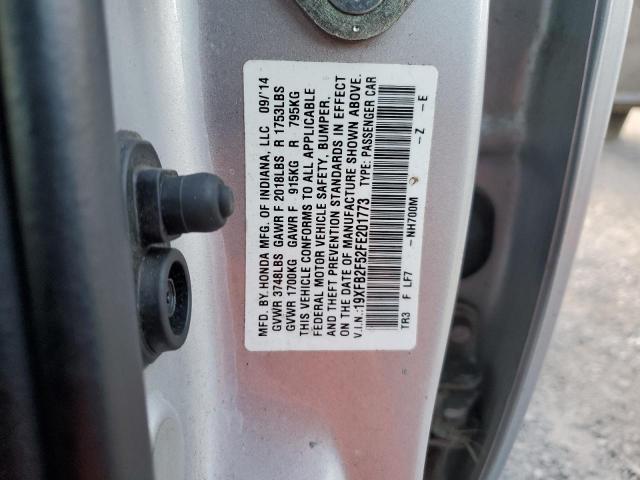 MFD. BY HONDA MFG. OF INDIANA, LLC 09/'14
GVWR 3748LBS GAWR F 2018LBS R 1753LBS
GVWR 1700KG GAWR F 915KG R 795KG
THIS VEHICLE CONFORMS TO ALL APPLICABLE
FEDERAL MOTOR VEHICLE SAFETY, BUMPER,
AND THEFT PREVENTION STANDARDS IN EFFECT
ON THE DATE OF MANUFACTURE SHOWN ABOVE.
V.I.N.:19XFB2F52FE201773 TYPE: PASSENGER CAR
TR3 F LF7 -NH700M -Z -E